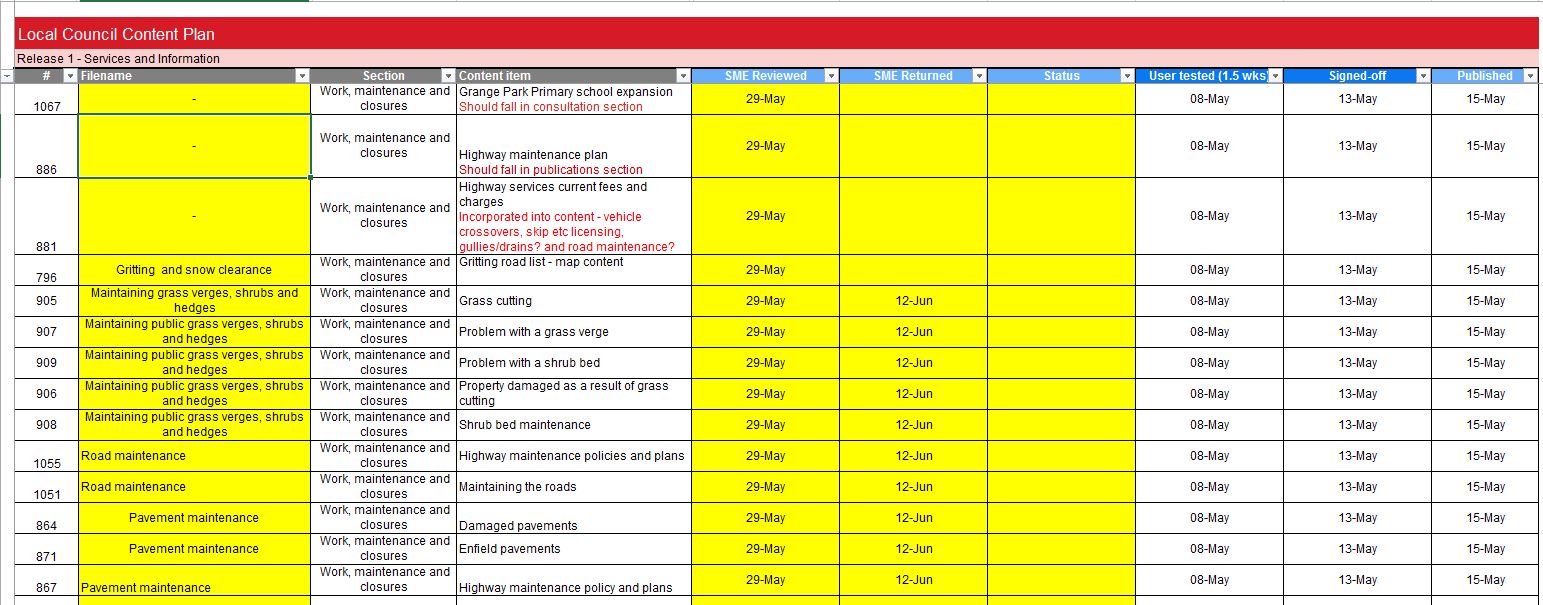 Local Council Content Plan
Release 1 - Services and Information
# Filename Section Content item SME Reviewed SME Returned Status User tested (1.5 wks) Signed-off Published
1067 - Work, maintenance and closures Grange Park Primary school expansion Should fall in consultation section 29-May 08-May 13-May 15-May
886 - Work, maintenance and closures Highway maintenance plan Should fall in publications section 29-May 08-May 13-May 15-May
881 - Work, maintenance and closures Highway services current fees and charges Incorporated into content - vehicle crossovers, skip etc licensing, gullies/drains? and road maintenance? 29-May 08-May 13-May 15-May
796 Gritting and snow clearance Work, maintenance and closures Gritting road list - map content 29-May 08-May 13-May 15-May
905 Maintaining grass verges, shrubs and hedges Work, maintenance and closures Grass cutting 29-May 12-Jun 08-May 13-May 15-May
907 Maintaining public grass verges, shrubs and hedges Work, maintenance and closures Problem with a grass verge 29-May 12-Jun 08-May 13-May 15-May
909 Maintaining public grass verges, shrubs and hedges Work, maintenance and closures Problem with a shrub bed 29-May 12-Jun 08-May 13-May 15-May
906 Maintaining public grass verges, shrubs and hedges Work, maintenance and closures Property damaged as a result of grass cutting 29-May 12-Jun 08-May 13-May 15-May
908 Maintaining public grass verges, shrubs and hedges Work, maintenance and closures Shrub bed maintenance 29-May 12-Jun 08-May 13-May 15-May
1055 Road maintenance Work, maintenance and closures Highway maintenance policies and plans 29-May 12-Jun 08-May 13-May 15-May
1051 Road maintenance Work, maintenance and closures Maintaining the roads 29-May 12-Jun 08-May 13-May 15-May
864 Pavement maintenance Work, maintenance and closures Damaged pavements 29-May 12-Jun 08-May 13-May 15-May
871 Pavement maintenance Work, maintenance and closures Enfield pavements 29-May 12-Jun 08-May 13-May 15-May
867 Pavement maintenance Work, maintenance and closures Highway maintenance policy and plans 29-May 12-Jun 08-May 13-May 15-May